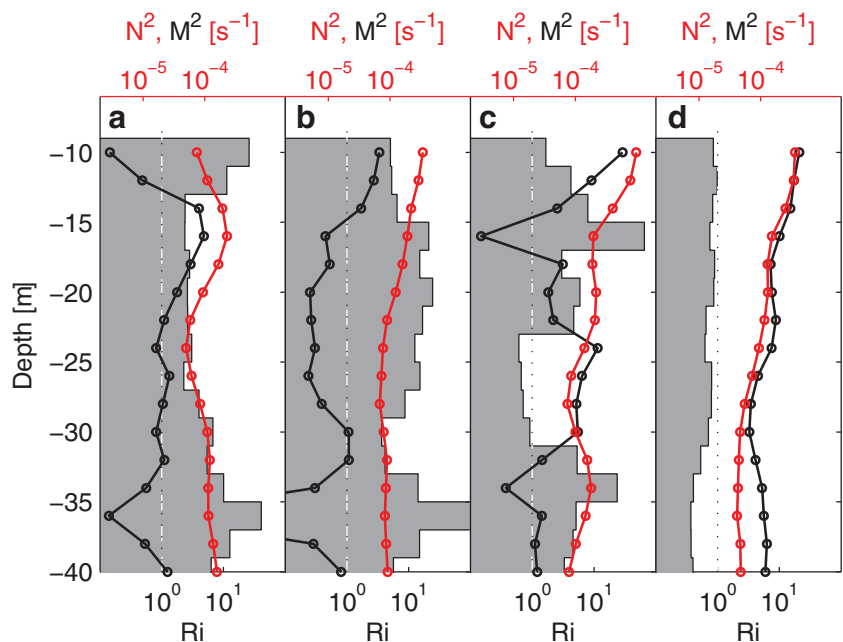 N², M² [s⁻¹] N², M² [s⁻¹] N², M² [s⁻¹] N², M² [s⁻¹]
10⁻⁵ 10⁻⁴ 10⁻⁵ 10⁻⁴ 10⁻⁵ 10⁻⁴ 10⁻⁵ 10⁻⁴
a b c d
−10
−15
−20
−25
−30
−35
−40
Depth [m]
10⁰ 10¹ 10⁰ 10¹ 10⁰ 10¹ 10⁰ 10¹
Ri Ri Ri Ri